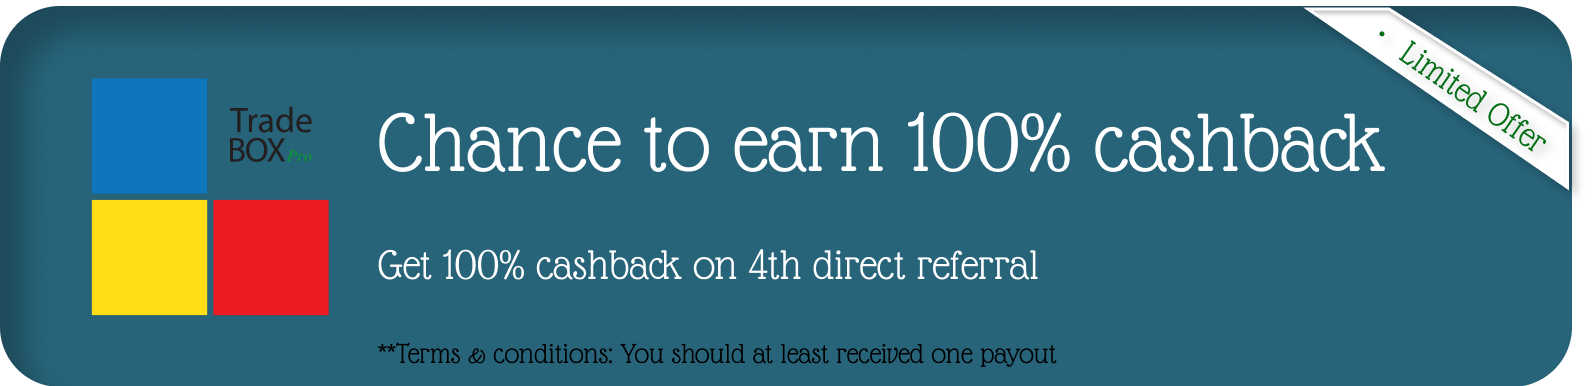 • Limited Offer
Trade
BOX Pro
Chance to earn 100% cashback
Get 100% cashback on 4th direct referral
**Terms & conditions: You should at least received one payout